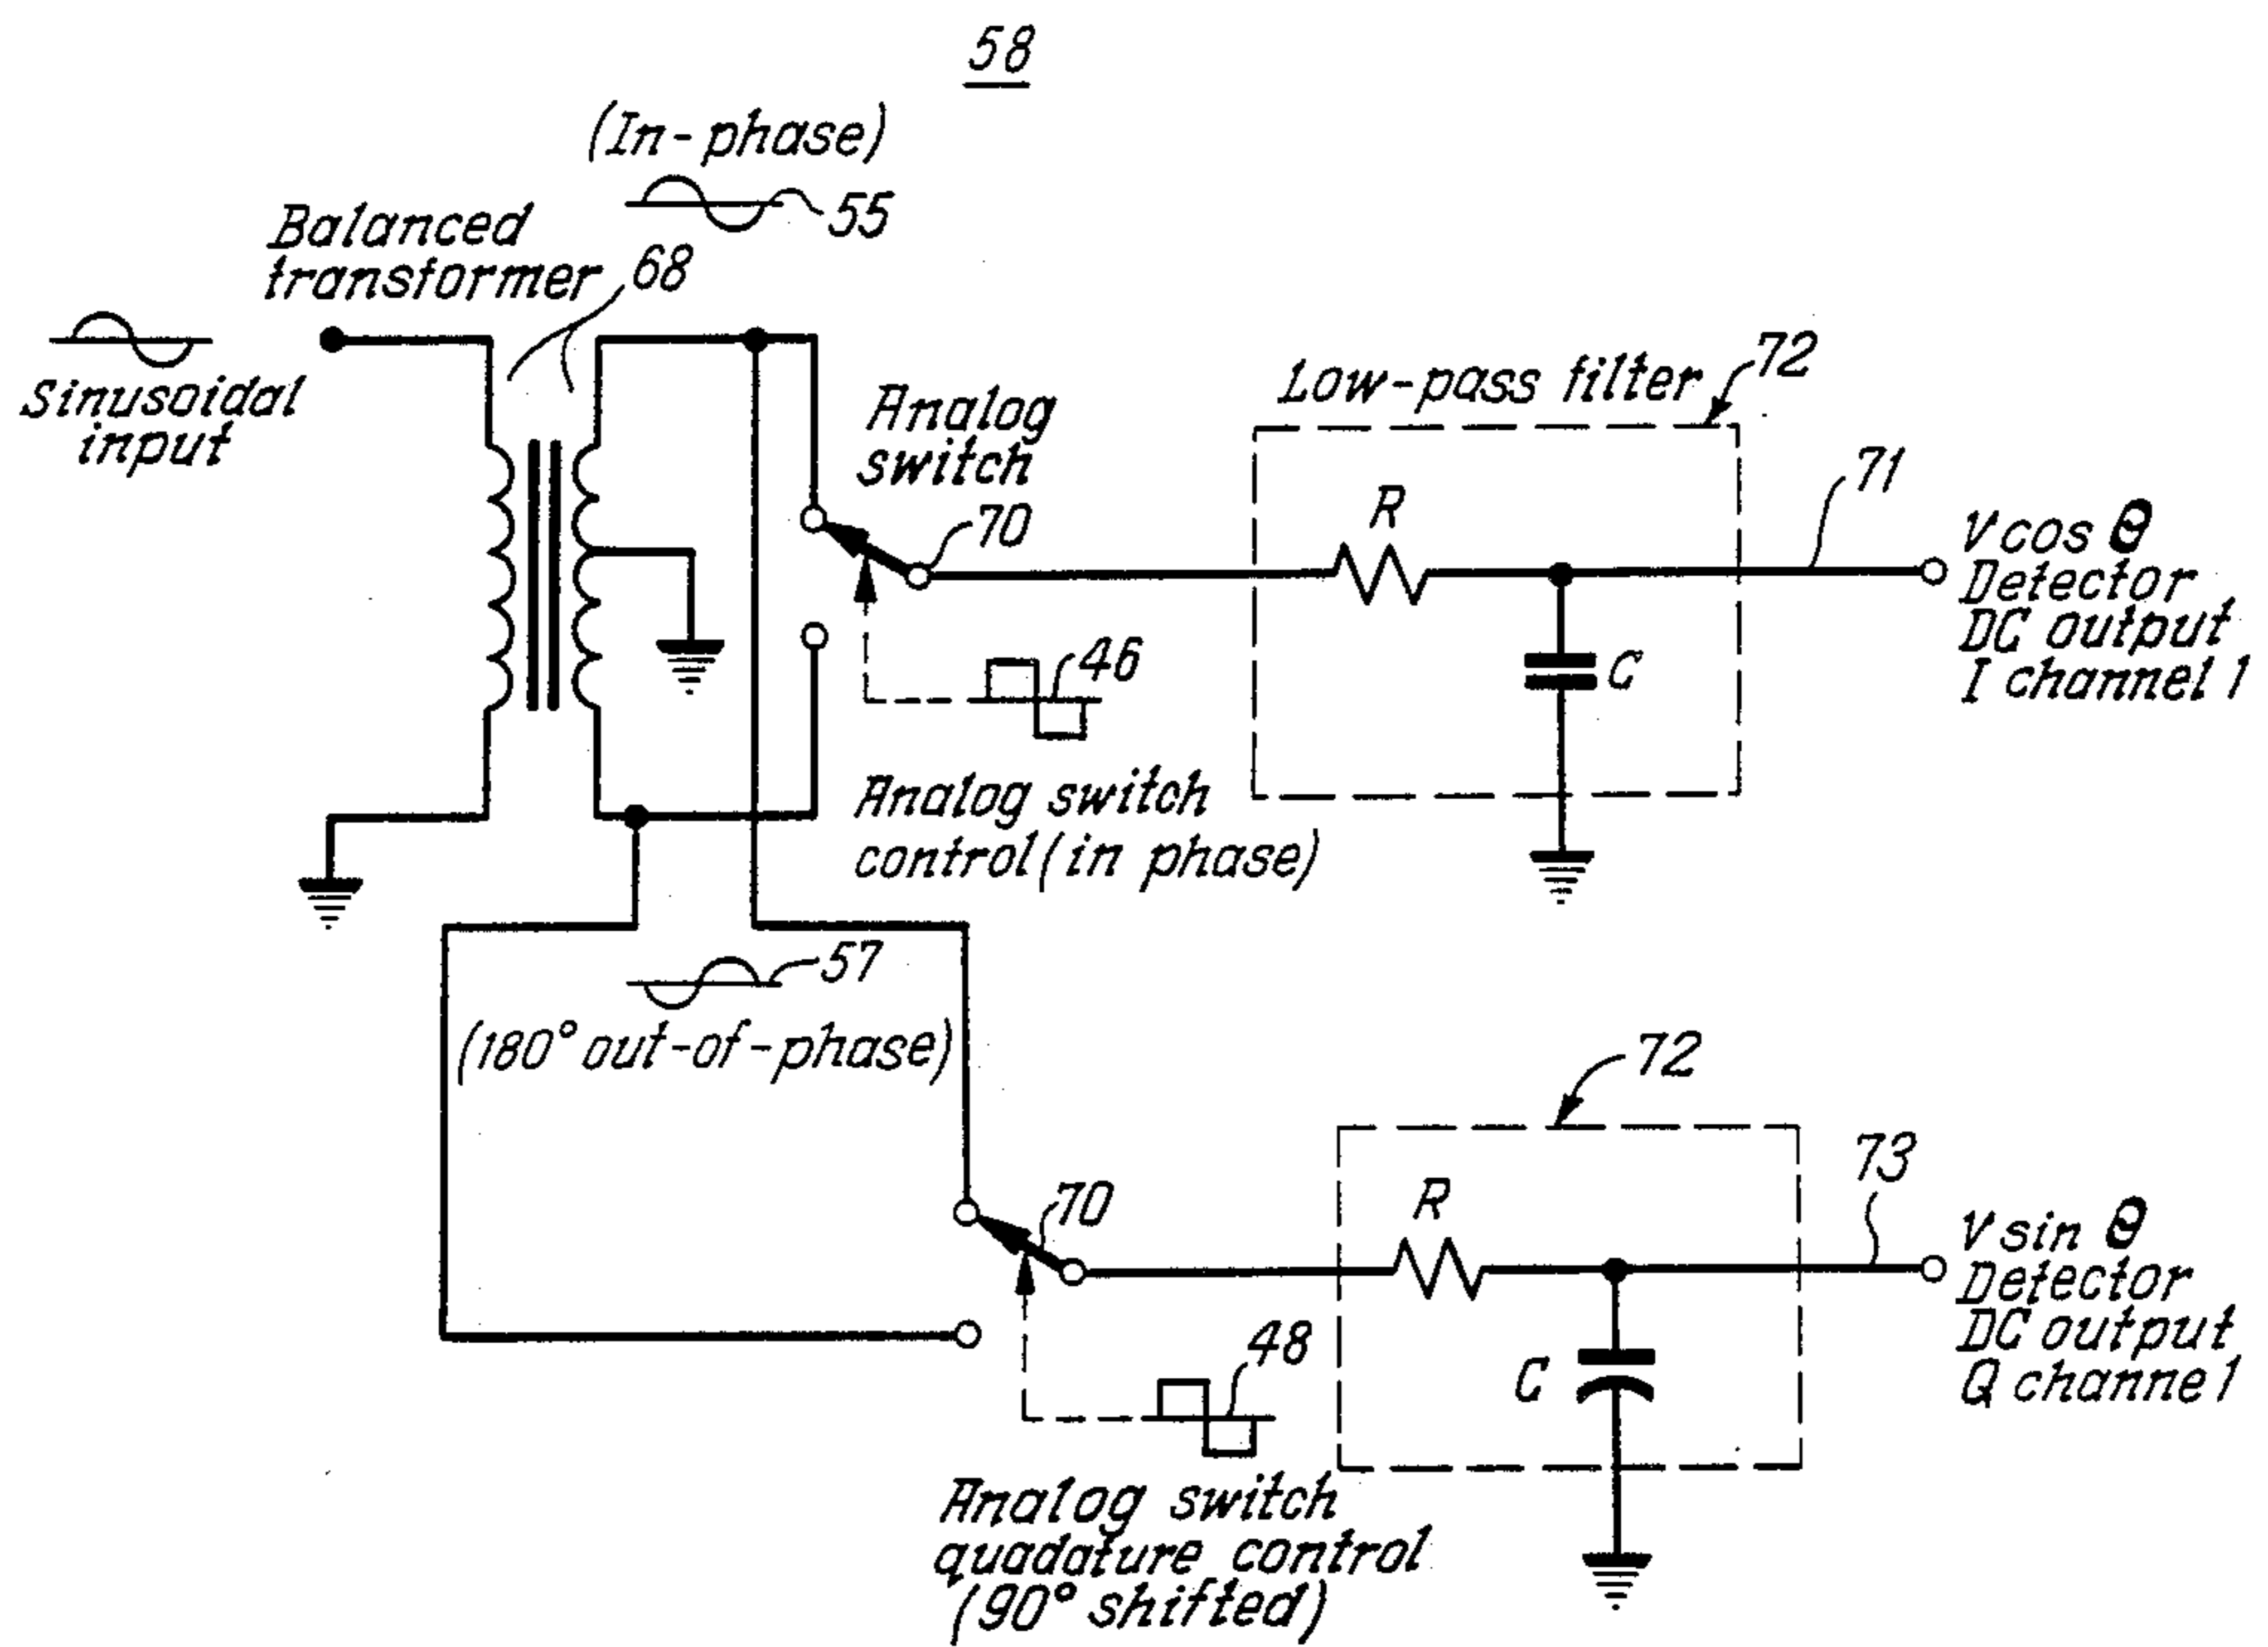 58
(In-phase)
55
Balanced
transformer
68
Sinusoidal
input
Analog
switch
70
Low-pass filter
72
R
C
71
V cos θ
Detector
DC output
I channel
46
Analog switch
control (in phase)
57
(180° out-of-phase)
70
72
R
C
73
V sin θ
Detector
DC output
Q channel
48
Analog switch
quadature control
(90° shifted)